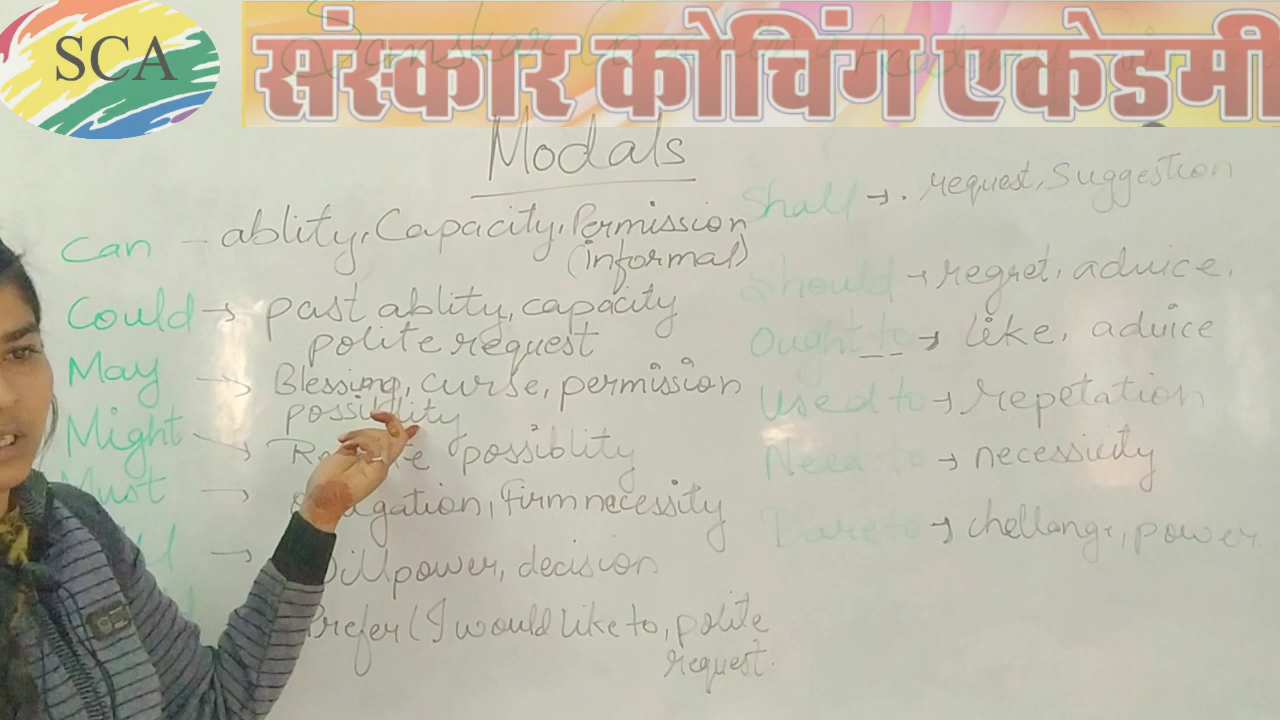 SCA
संस्कार कोचिंग एकेडमी
Modals
Can - ablity, Capacity, Permission
(informal)
Could → past ablity, capacity
polite request
May → Blessing, curse, permission
possiblity
Might → possiblity
Must → Firm necessity
→ Willpower, decision
Prefer (I would like to, polite
request.
Shall → request, Suggestion
Should → regret, advice.
Ought to → like, advice
Used to → repetation
Need to → necessicity
Dare to → chellange, power